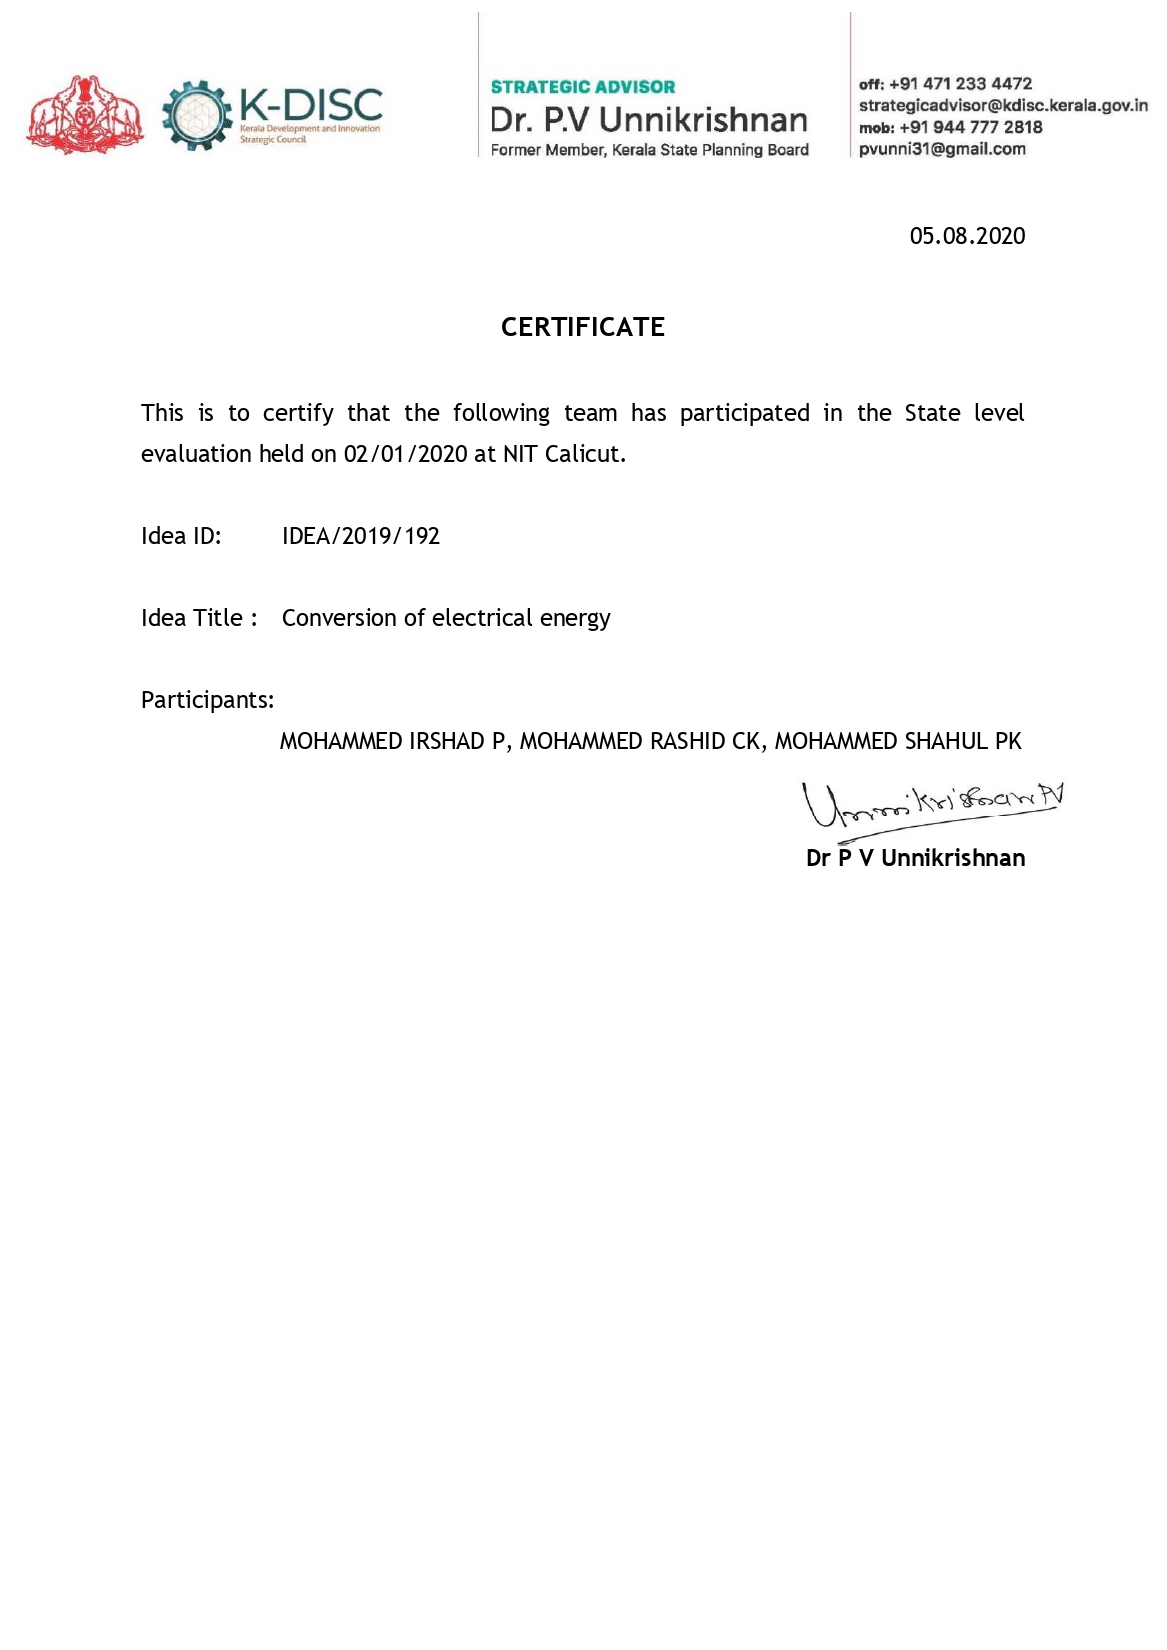 K-DISC
Kerala Development and Innovation
Strategic Council
STRATEGIC ADVISOR
Dr. P.V Unnikrishnan
Former Member, Kerala State Planning Board
off: +91 471 233 4472
strategicadvisor@kdisc.kerala.gov.in
mob: +91 944 777 2818
pvunni31@gmail.com
05.08.2020
CERTIFICATE
This is to certify that the following team has participated in the State level
evaluation held on 02/01/2020 at NIT Calicut.
Idea ID: IDEA/2019/192
Idea Title : Conversion of electrical energy
Participants:
MOHAMMED IRSHAD P, MOHAMMED RASHID CK, MOHAMMED SHAHUL PK
Unnikrishnan PV
Dr P V Unnikrishnan